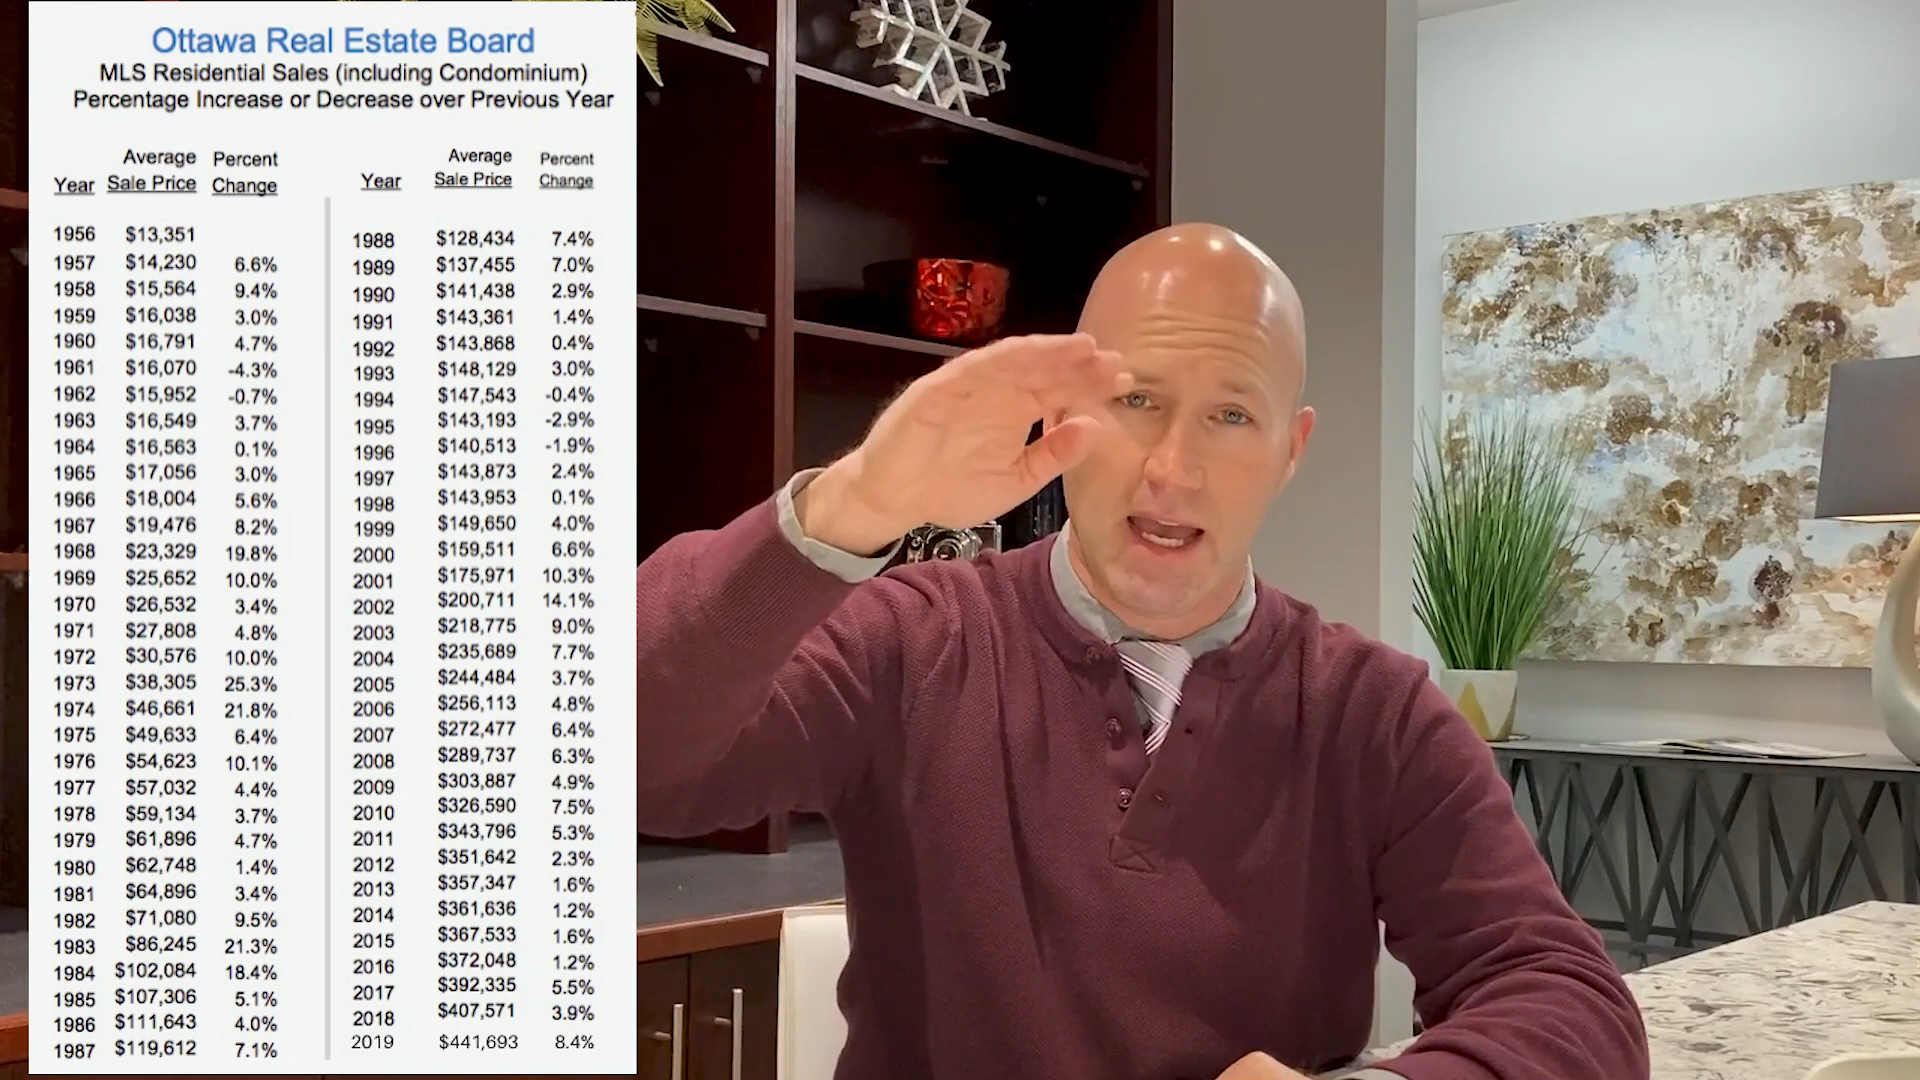 Ottawa Real Estate Board
MLS Residential Sales (including Condominium)
Percentage Increase or Decrease over Previous Year
Average Percent
Year Sale Price Change
1956 $13,351
1957 $14,230 6.6%
1958 $15,564 9.4%
1959 $16,038 3.0%
1960 $16,791 4.7%
1961 $16,070 -4.3%
1962 $15,952 -0.7%
1963 $16,549 3.7%
1964 $16,563 0.1%
1965 $17,056 3.0%
1966 $18,004 5.6%
1967 $19,476 8.2%
1968 $23,329 19.8%
1969 $25,652 10.0%
1970 $26,532 3.4%
1971 $27,808 4.8%
1972 $30,576 10.0%
1973 $38,305 25.3%
1974 $46,661 21.8%
1975 $49,633 6.4%
1976 $54,623 10.1%
1977 $57,032 4.4%
1978 $59,134 3.7%
1979 $61,896 4.7%
1980 $62,748 1.4%
1981 $64,896 3.4%
1982 $71,080 9.5%
1983 $86,245 21.3%
1984 $102,084 18.4%
1985 $107,306 5.1%
1986 $111,643 4.0%
1987 $119,612 7.1%
Average Percent
Year Sale Price Change
1988 $128,434 7.4%
1989 $137,455 7.0%
1990 $141,438 2.9%
1991 $143,361 1.4%
1992 $143,868 0.4%
1993 $148,129 3.0%
1994 $147,543 -0.4%
1995 $143,193 -2.9%
1996 $140,513 -1.9%
1997 $143,873 2.4%
1998 $143,953 0.1%
1999 $149,650 4.0%
2000 $159,511 6.6%
2001 $175,971 10.3%
2002 $200,711 14.1%
2003 $218,775 9.0%
2004 $235,689 7.7%
2005 $244,484 3.7%
2006 $256,113 4.8%
2007 $272,477 6.4%
2008 $289,737 6.3%
2009 $303,887 4.9%
2010 $326,590 7.5%
2011 $343,796 5.3%
2012 $351,642 2.3%
2013 $357,347 1.6%
2014 $361,636 1.2%
2015 $367,533 1.6%
2016 $372,048 1.2%
2017 $392,335 5.5%
2018 $407,571 3.9%
2019 $441,693 8.4%